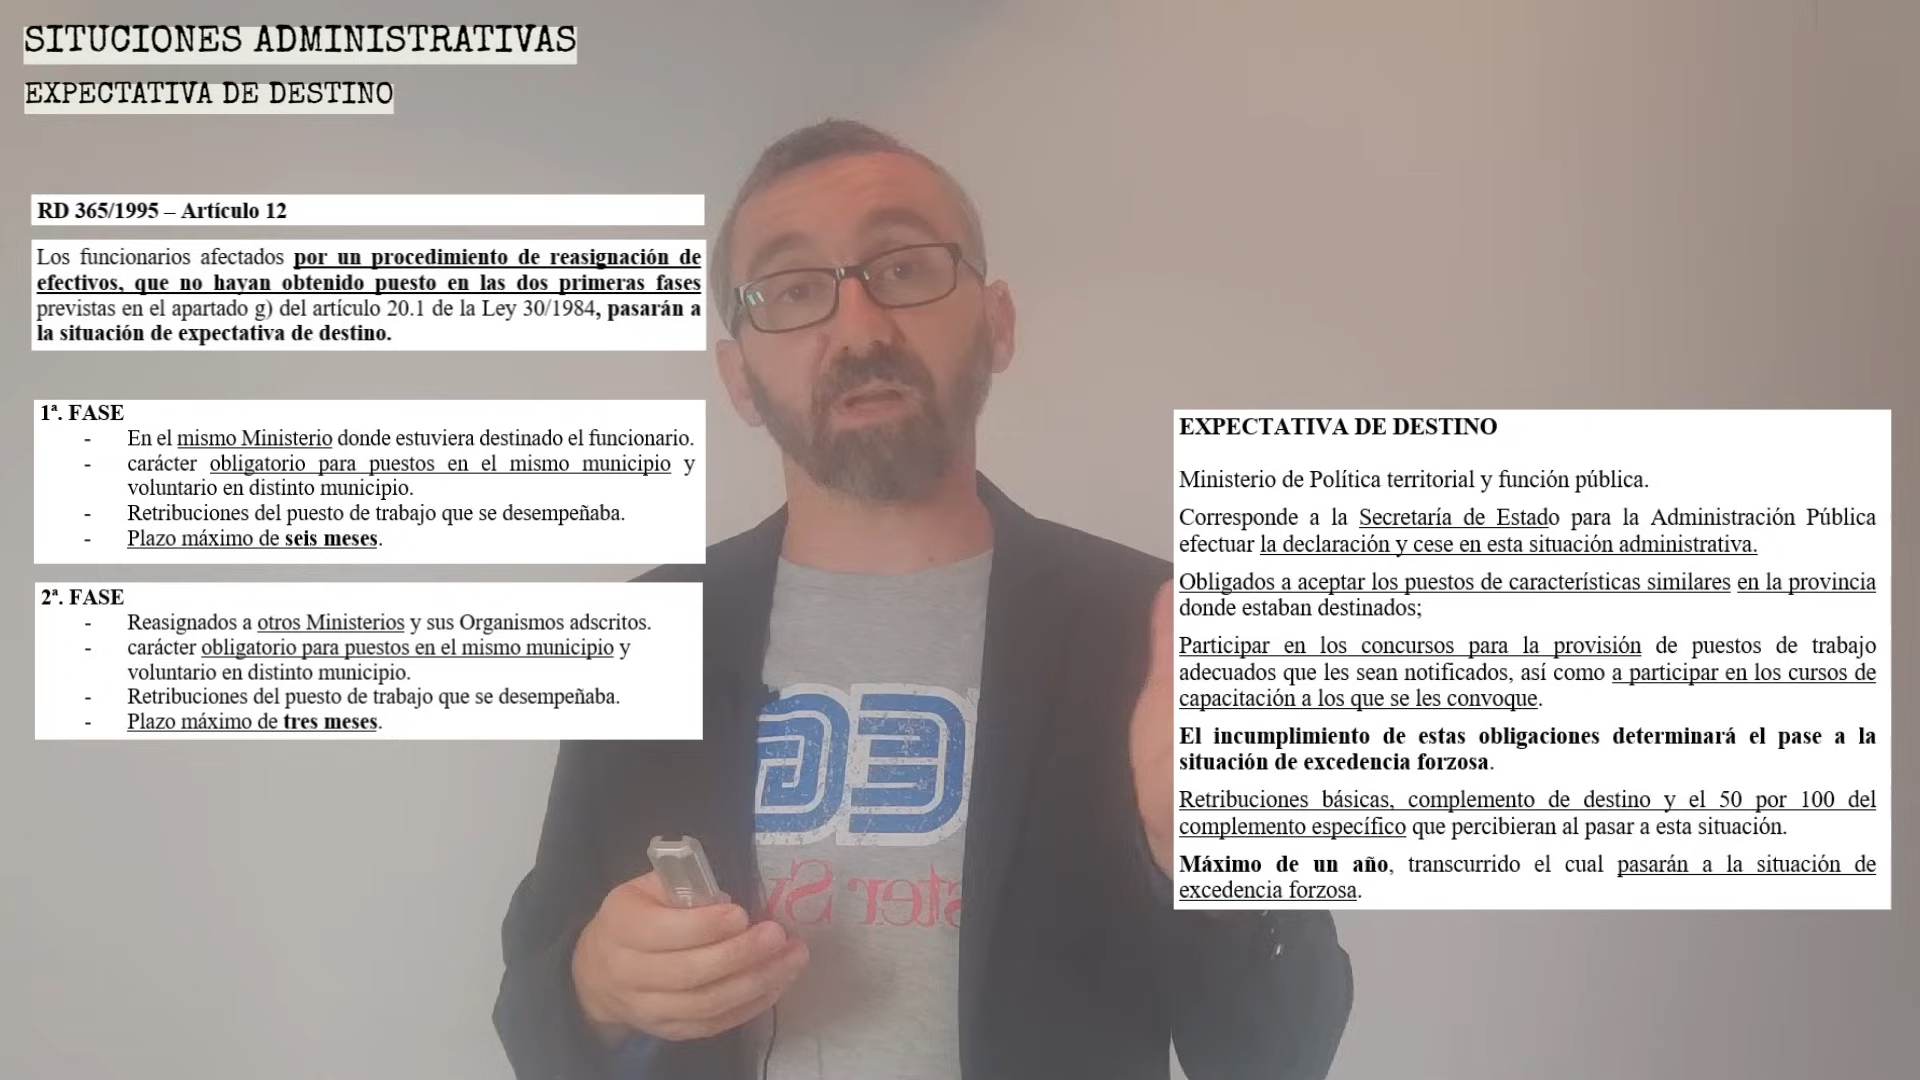 SITUCIONES ADMINISTRATIVAS
EXPECTATIVA DE DESTINO
RD 365/1995 – Artículo 12
Los funcionarios afectados por un procedimiento de reasignación de
efectivos, que no hayan obtenido puesto en las dos primeras fases
previstas en el apartado g) del artículo 20.1 de la Ley 30/1984, pasarán a
la situación de expectativa de destino.
1ª. FASE
- En el mismo Ministerio donde estuviera destinado el funcionario.
- carácter obligatorio para puestos en el mismo municipio y
voluntario en distinto municipio.
- Retribuciones del puesto de trabajo que se desempeñaba.
- Plazo máximo de seis meses.
2ª. FASE
- Reasignados a otros Ministerios y sus Organismos adscritos.
- carácter obligatorio para puestos en el mismo municipio y
voluntario en distinto municipio.
- Retribuciones del puesto de trabajo que se desempeñaba.
- Plazo máximo de tres meses.
EXPECTATIVA DE DESTINO
Ministerio de Política territorial y función pública.
Corresponde a la Secretaría de Estado para la Administración Pública
efectuar la declaración y cese en esta situación administrativa.
Obligados a aceptar los puestos de características similares en la provincia
donde estaban destinados;
Participar en los concursos para la provisión de puestos de trabajo
adecuados que les sean notificados, así como a participar en los cursos de
capacitación a los que se les convoque.
El incumplimiento de estas obligaciones determinará el pase a la
situación de excedencia forzosa.
Retribuciones básicas, complemento de destino y el 50 por 100 del
complemento específico que percibieran al pasar a esta situación.
Máximo de un año, transcurrido el cual pasarán a la situación de
excedencia forzosa.